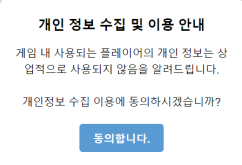 개인 정보 수집 및 이용 안내
게임 내 사용되는 플레이어의 개인 정보는 상
업적으로 사용되지 않음을 알려드립니다.
개인정보 수집 이용에 동의하시겠습니까?
동의합니다.